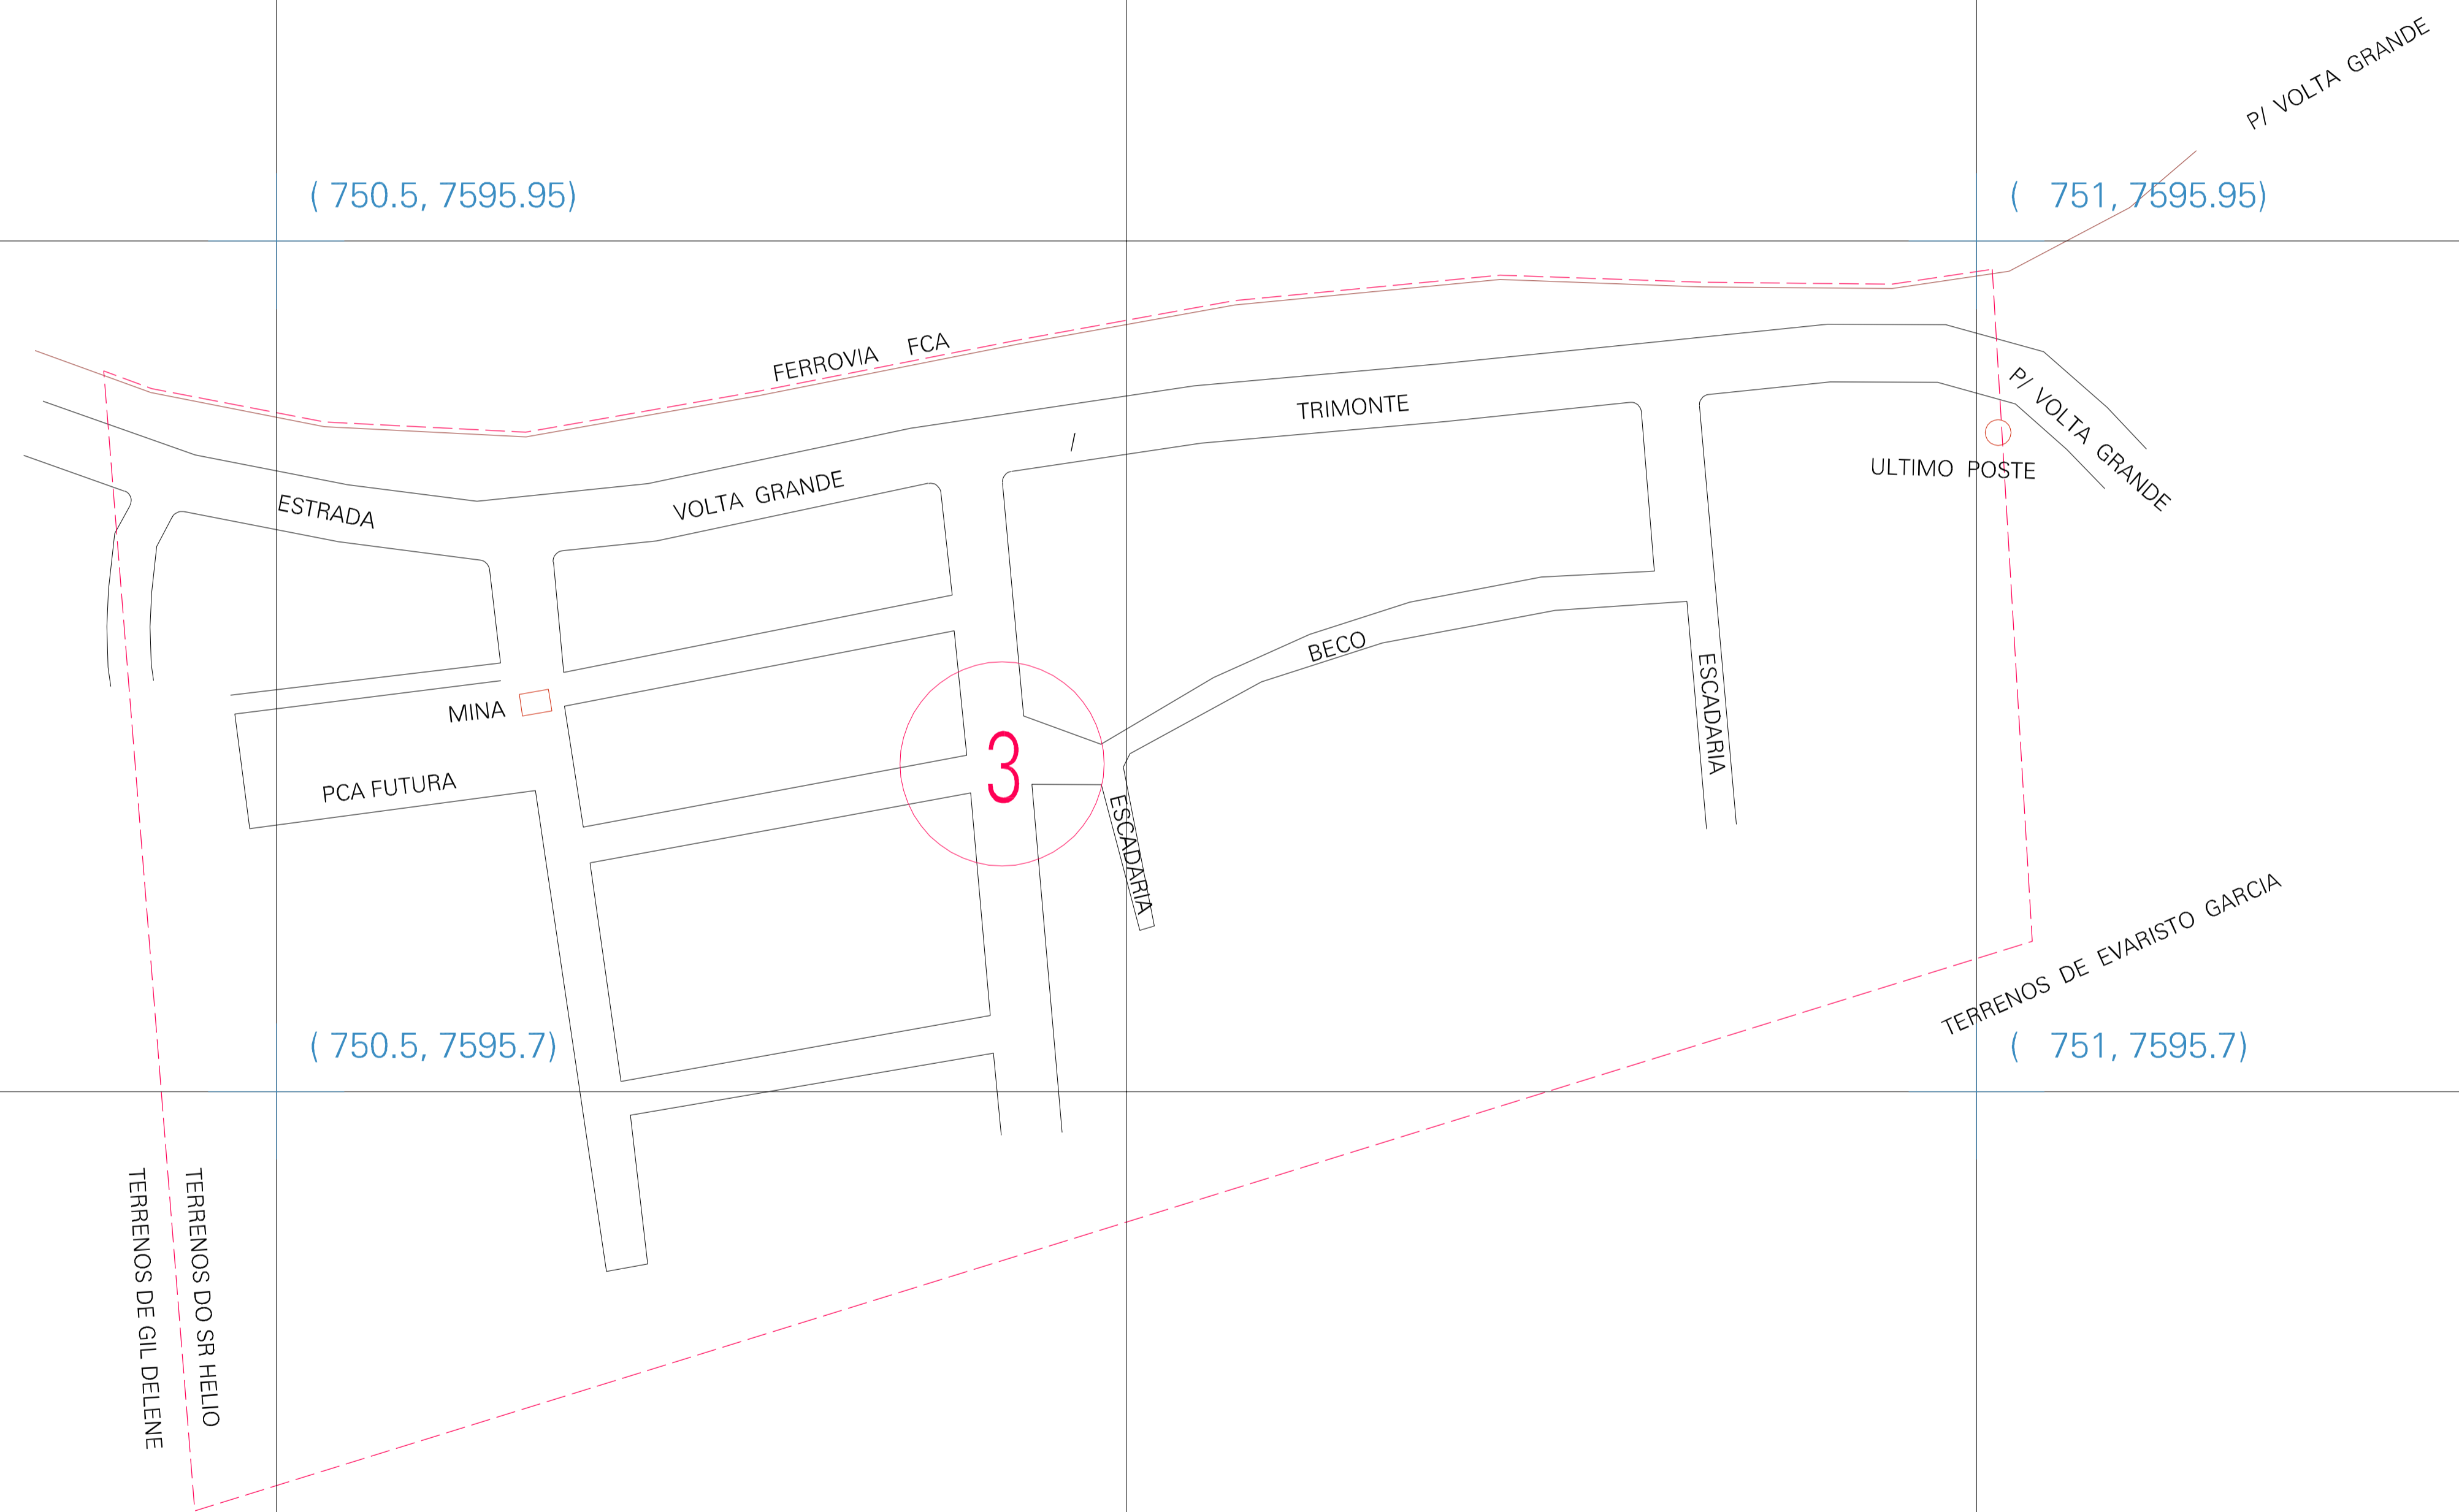 P/ VOLTA GRANDE
( 750.5, 7595.95)
( 751, 7595.95)
FERROVIA FCA
TRIMONTE
/
P/ VOLTA GRANDE
ULTIMO POSTE
VOLTA GRANDE
ESTRADA
BECO
ESCADARIA
MINA
3
PCA FUTURA
ESCADARIA
TERRENOS DE EVARISTO GARCIA
( 750.5, 7595.7)
( 751, 7595.7)
TERRENOS DE GIL DELENE
TERRENOS DO SR HELIO